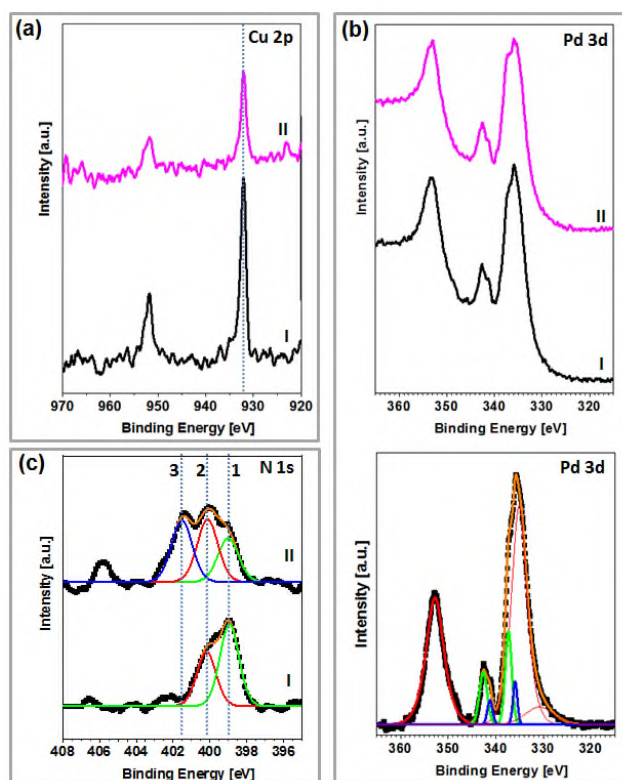 (a)
Cu 2p
II
I
Intensity [a.u.]
970 960 950 940 930 920
Binding Energy [eV]
(b)
Pd 3d
II
I
Intensity [a.u.]
360 350 340 330 320
Binding Energy [eV]
(c)
3 2 1 N 1s
II
I
Intensity [a.u.]
408 406 404 402 400 398 396
Binding Energy [eV]
Pd 3d
Intensity [a.u.]
360 350 340 330 320
Binding Energy [eV]